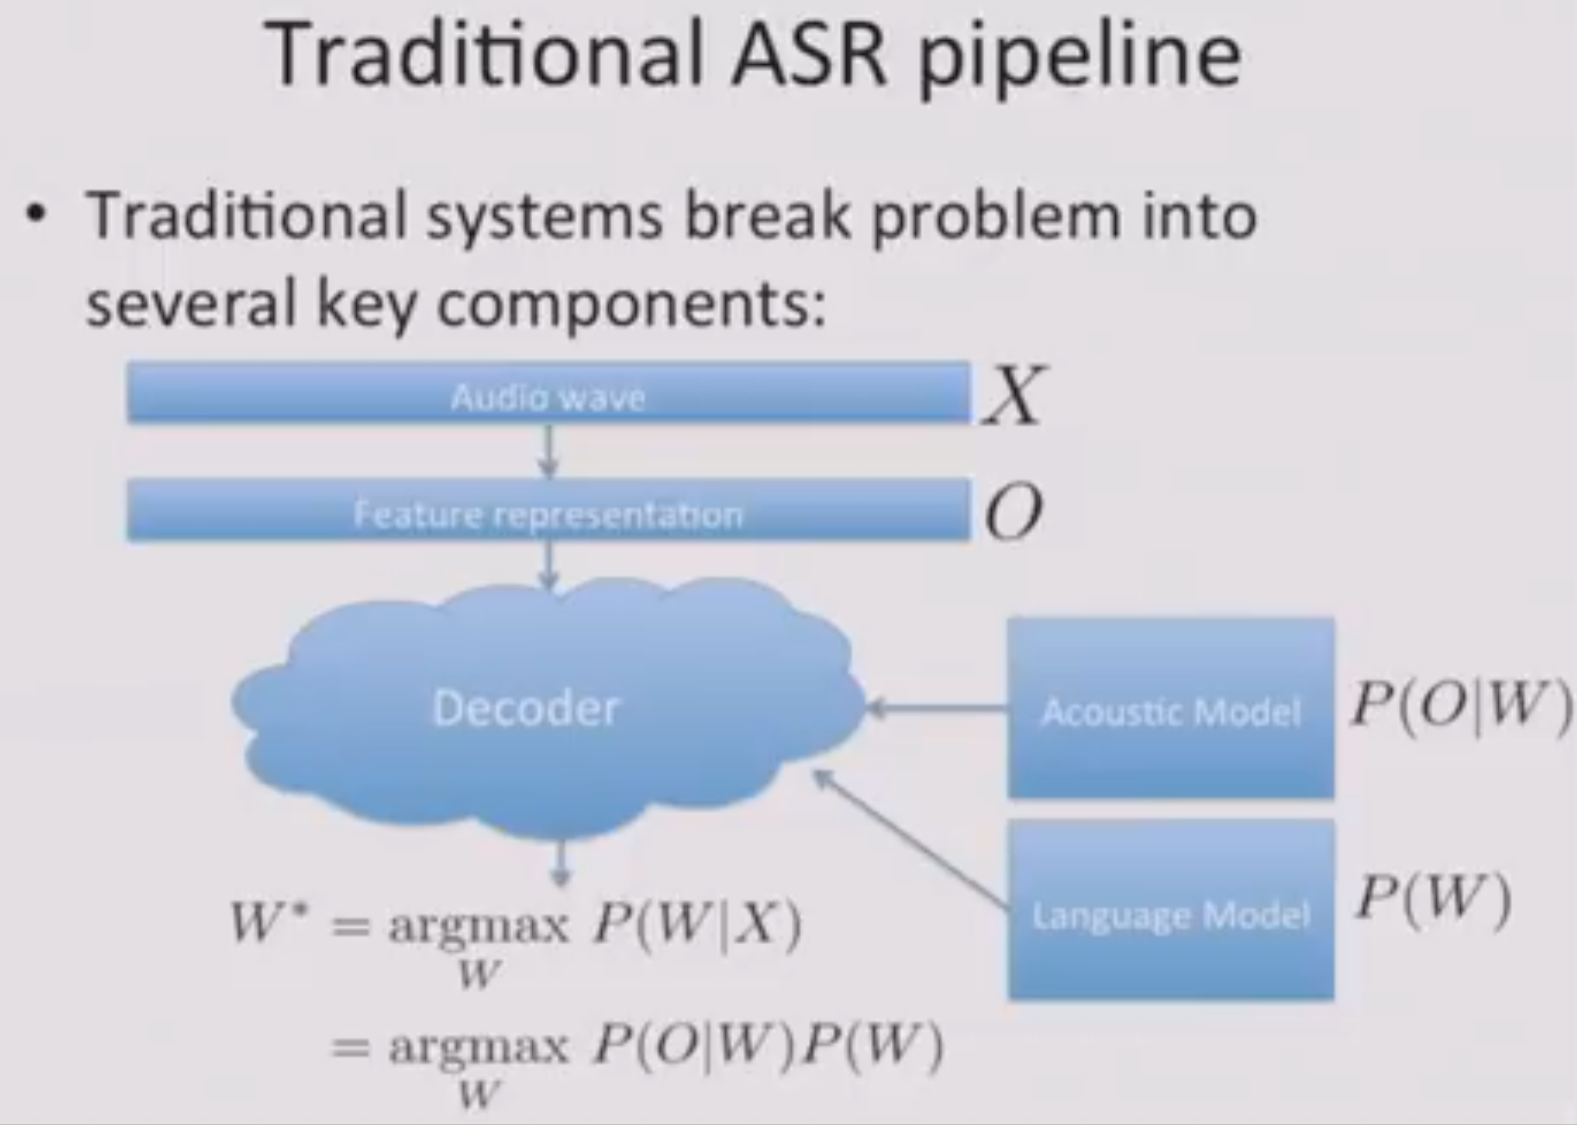 Traditional ASR pipeline
• Traditional systems break problem into
several key components:
Audio wave X
Feature representation O
Decoder
Acoustic Model P(O|W)
Language Model P(W)
W* = argmax P(W|X)
W
= argmax P(O|W)P(W)
W